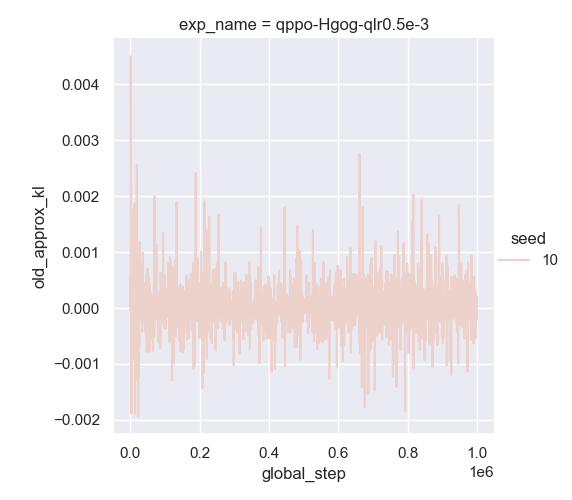 exp_name = qppo-Hgog-qlr0.5e-3
old_approx_kl
0.004
0.003
0.002
0.001
0.000
−0.001
−0.002
0.0 0.2 0.4 0.6 0.8 1.0
1e6
global_step
seed
10